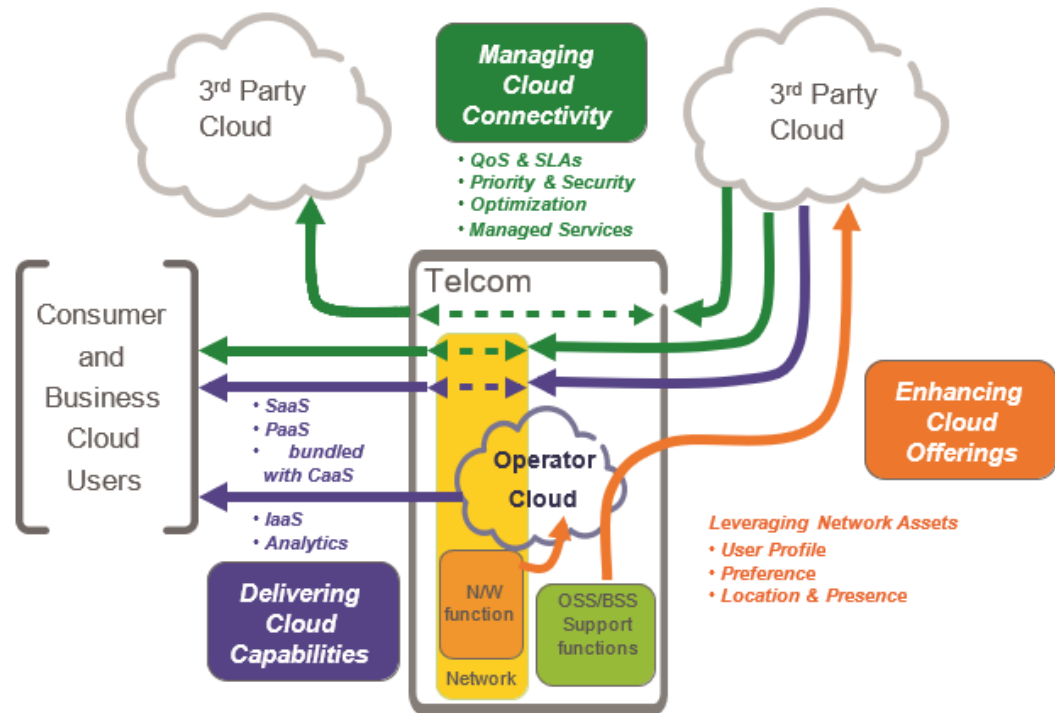 3rd Party
Cloud
Managing
Cloud
Connectivity
3rd Party
Cloud
• QoS & SLAs
• Priority & Security
• Optimization
• Managed Services
Telcom
Consumer
and
Business
Cloud
Users
• SaaS
• PaaS
• bundled
with CaaS
• IaaS
• Analytics
Operator
Cloud
Enhancing
Cloud
Offerings
Leveraging Network Assets
• User Profile
• Preference
• Location & Presence
Delivering
Cloud
Capabilities
N/W
function
Network
OSS/BSS
Support
functions